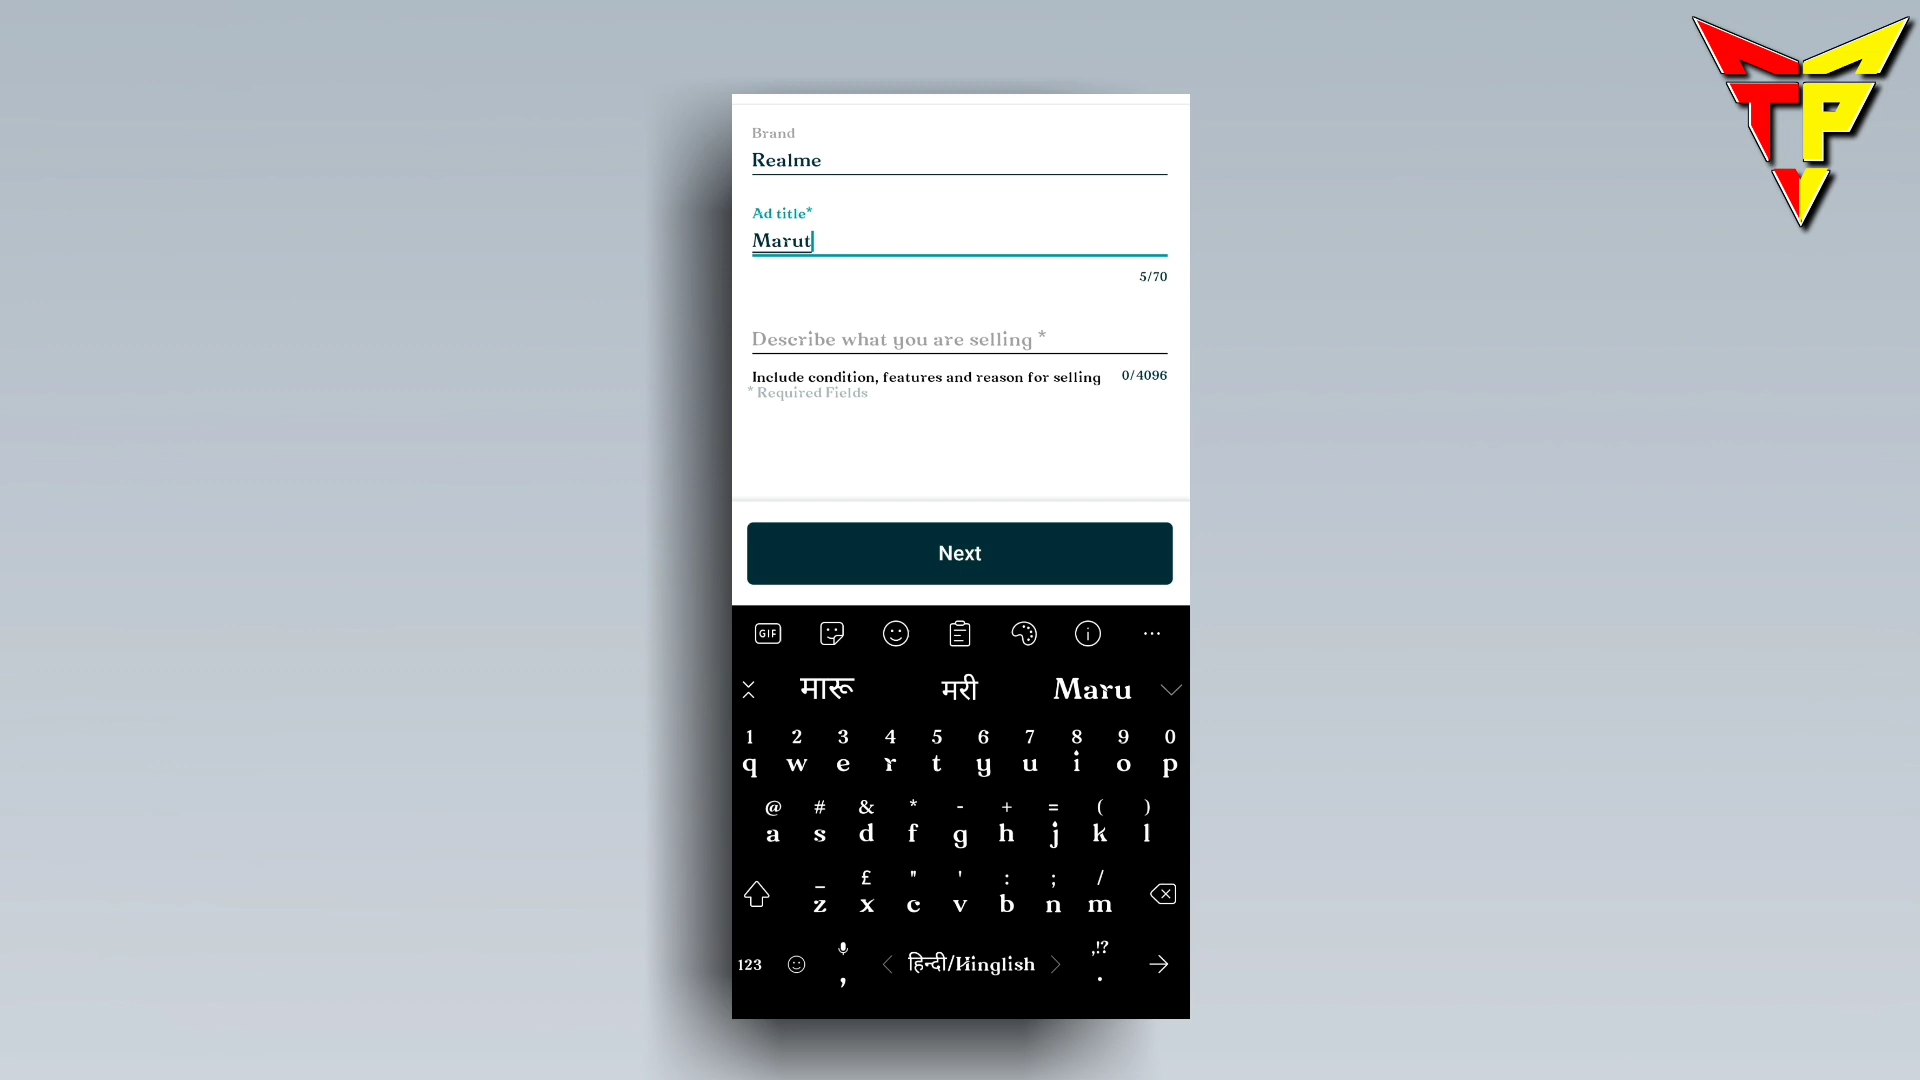 Brand
Realme
Ad title*
Marut
5/70
Describe what you are selling *
Include condition, features and reason for selling 0/4096
* Required Fields
Next
GIF
मारू मरी Maru
1 2 3 4 5 6 7 8 9 0
q w e r t y u i o p
@ # & * - + = ( )
a s d f g h j k l
_ £ " ' : ; /
z x c v b n m
,!?
123 , हिन्दी/Hinglish .
TP